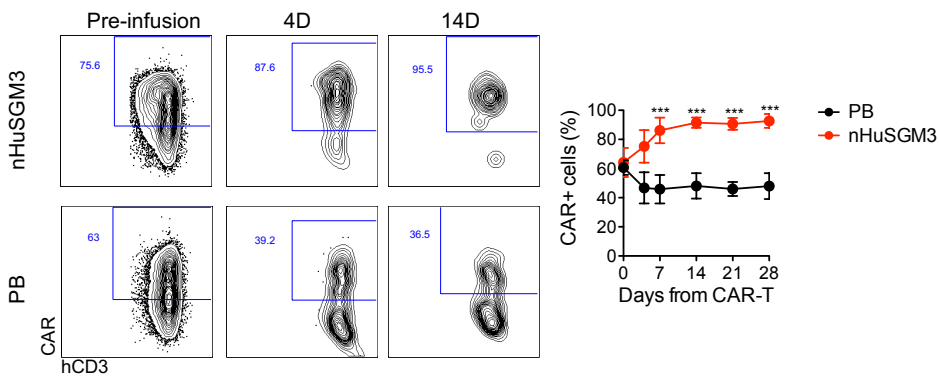 Pre-infusion 4D 14D
nHuSGM3
75.6 87.6 95.5
PB
63 39.2 36.5
CAR
hCD3
CAR+ cells (%)
100
80
60
40
20
0
*** *** *** ***
0 7 14 21 28
Days from CAR-T
PB
nHuSGM3